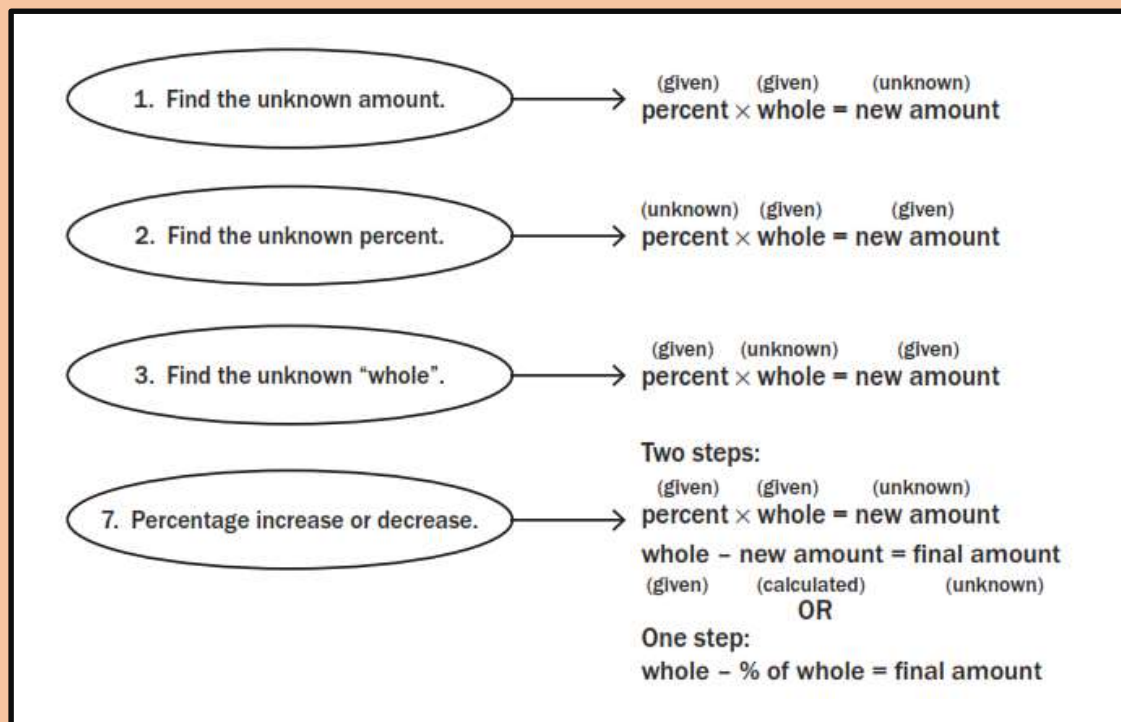 1. Find the unknown amount.
(given) (given) (unknown)
percent × whole = new amount
2. Find the unknown percent.
(unknown) (given) (given)
percent × whole = new amount
3. Find the unknown “whole”.
(given) (unknown) (given)
percent × whole = new amount
7. Percentage increase or decrease.
Two steps:
(given) (given) (unknown)
percent × whole = new amount
whole – new amount = final amount
(given) (calculated) (unknown)
OR
One step:
whole – % of whole = final amount